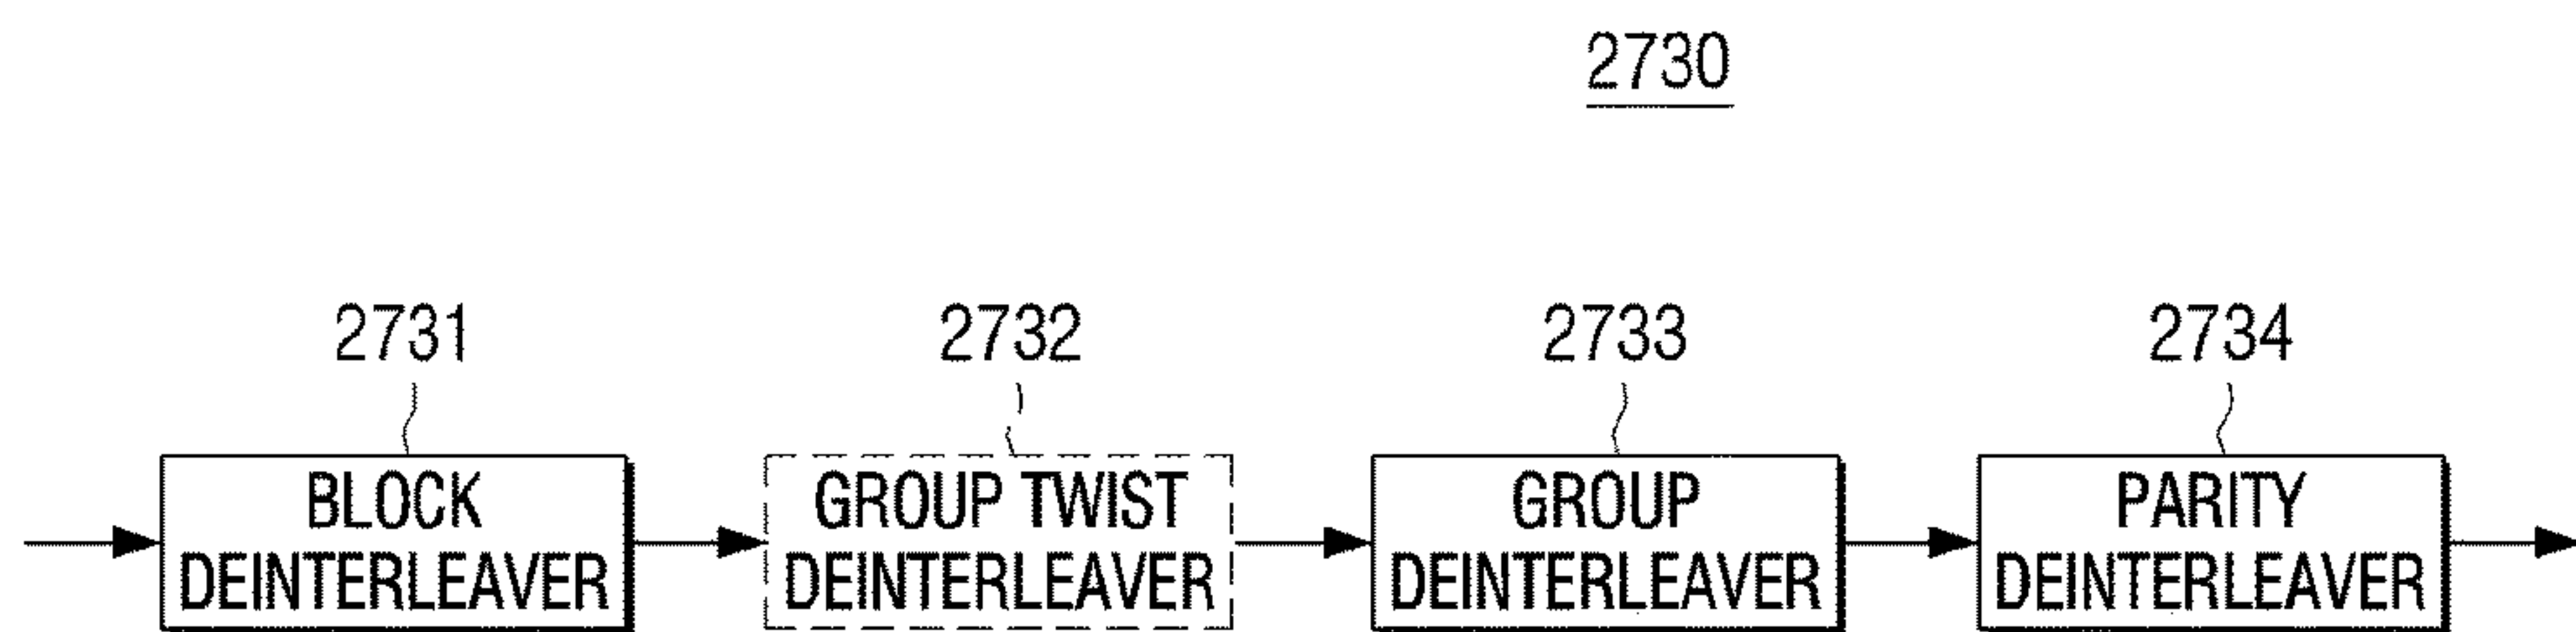 2730
2731
2732
2733
2734
BLOCK
DEINTERLEAVER
GROUP TWIST
DEINTERLEAVER
GROUP
DEINTERLEAVER
PARITY
DEINTERLEAVER